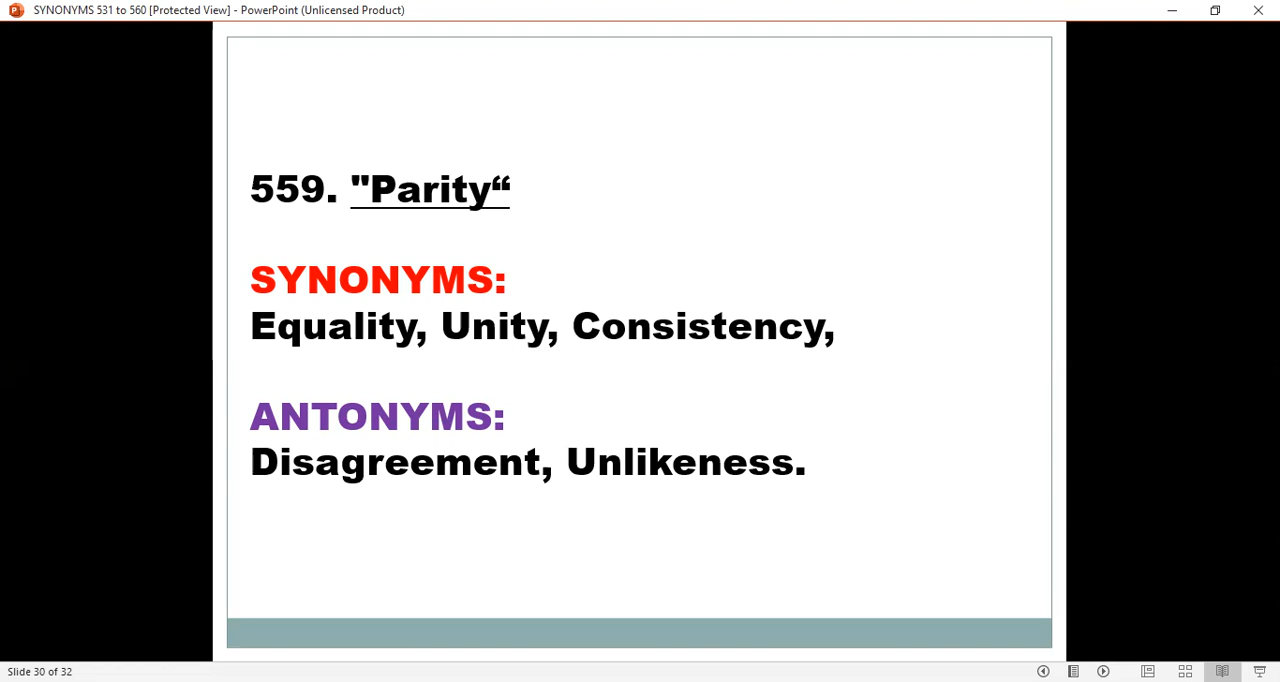 SYNONYMS 531 to 560 [Protected View] - PowerPoint (Unlicensed Product)
559. "Parity“
SYNONYMS:
Equality, Unity, Consistency,
ANTONYMS:
Disagreement, Unlikeness.
Slide 30 of 32